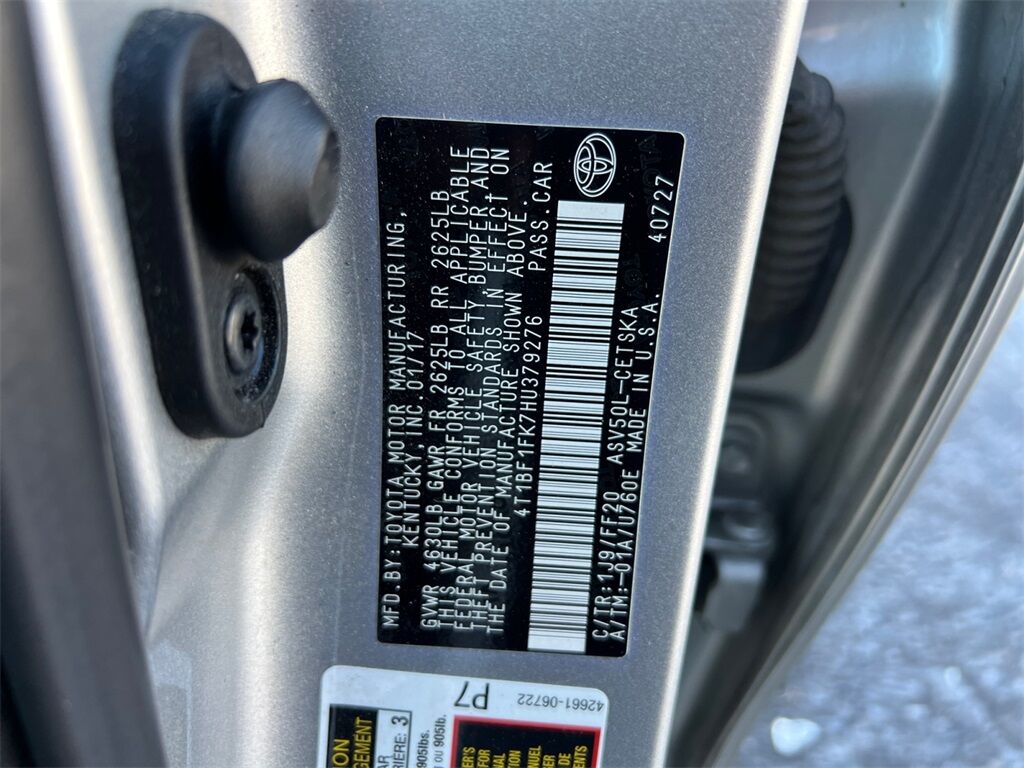 MFD.BY:TOYOTA MOTOR MANUFACTURING,
KENTUCKY INC. 01/17
GVWR 4630LB GAWR FR 2625LB RR 2625LB
THIS VEHICLE CONFORMS TO ALL APPLICABLE
FEDERAL MOTOR VEHICLE SAFETY, BUMPER, AND
THEFT PREVENTION STANDARDS IN EFFECT ON
THE DATE OF MANUFACTURE SHOWN ABOVE.
4T1BF1FK7HU379276 PASS.CAR
C/TR:1J9/FF20 ASV50L-CETSKA
A/TM:-01A/U760E MADE IN U.S.A. 40727
P7
42661-06722